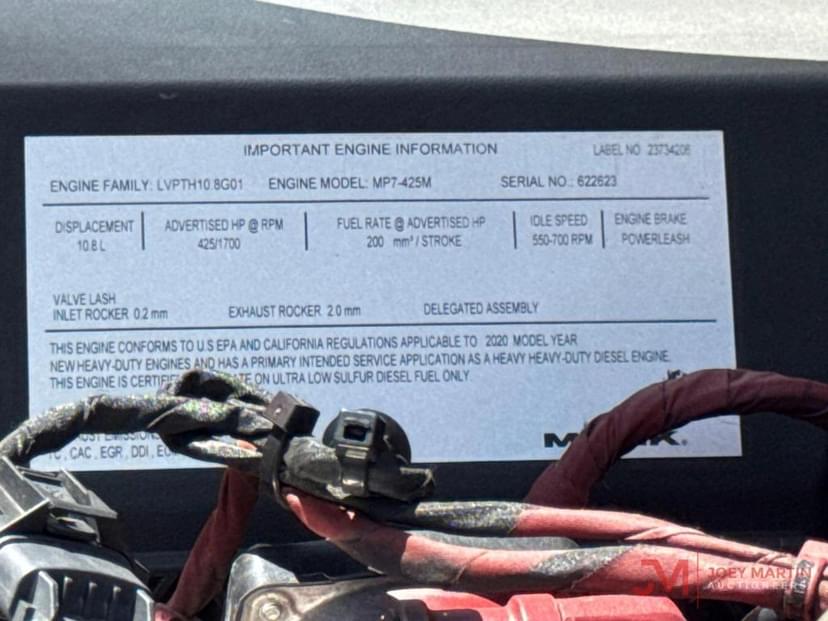 IMPORTANT ENGINE INFORMATION LABEL NO 23734206
ENGINE FAMILY: LVPTH10.8G01 ENGINE MODEL: MP7-425M SERIAL NO.: 622623
DISPLACEMENT ADVERTISED HP @ RPM FUEL RATE @ ADVERTISED HP IDLE SPEED ENGINE BRAKE
10.8 L 425/1700 200 mm³ / STROKE 550-700 RPM POWERLEASH
VALVE LASH
INLET ROCKER 0.2 mm EXHAUST ROCKER 2.0 mm DELEGATED ASSEMBLY
THIS ENGINE CONFORMS TO U.S EPA AND CALIFORNIA REGULATIONS APPLICABLE TO 2020 MODEL YEAR
NEW HEAVY-DUTY ENGINES AND HAS A PRIMARY INTENDED SERVICE APPLICATION AS A HEAVY HEAVY-DUTY DIESEL ENGINE.
THIS ENGINE IS ON ULTRA LOW SULFUR DIESEL FUEL ONLY
TC, CAC, EGR, DDI,
JM JOEY MARTIN
AUCTIONEERS